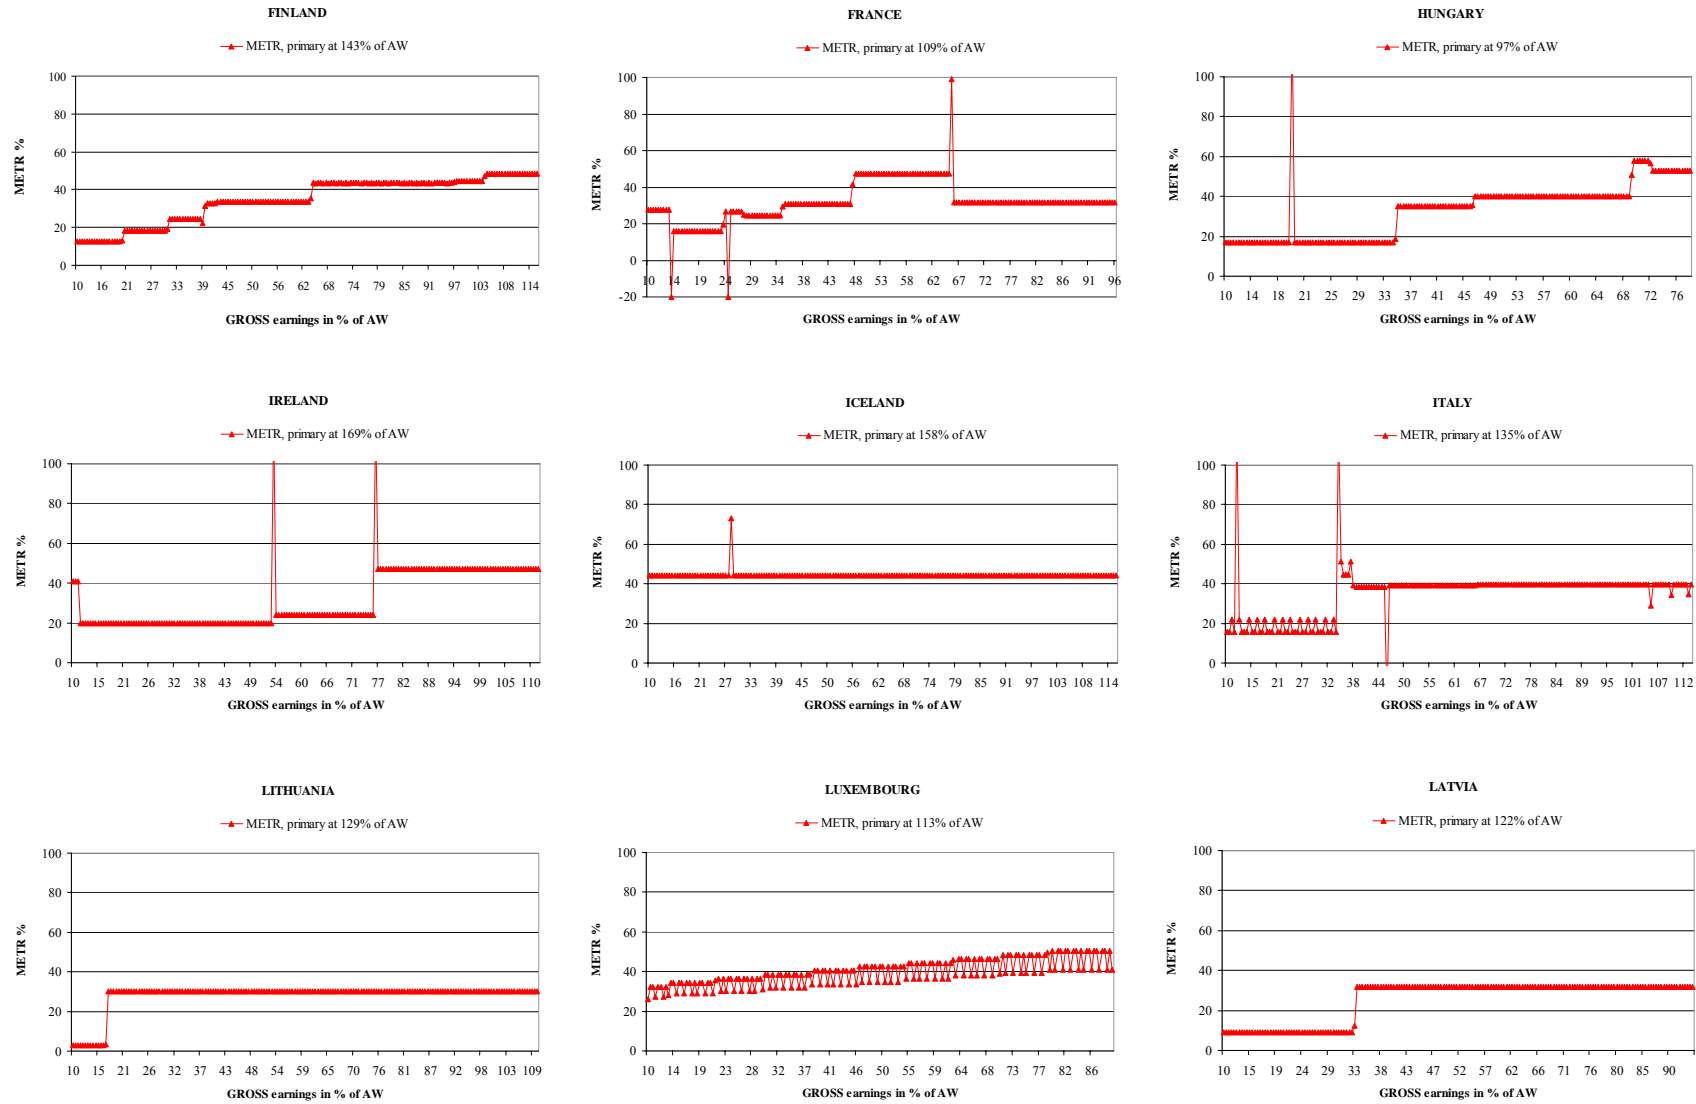 FINLAND
METR, primary at 143% of AW
METR %
100
80
60
40
20
0
10 15 21 27 33 39 45 50 56 62 68 73 79 85 91 97 103 108 114
GROSS earnings in % of AW
FRANCE
METR, primary at 109% of AW
METR %
100
80
60
40
20
0
-20
10 14 19 24 29 34 38 43 48 53 58 62 67 72 77 82 86 91 96
GROSS earnings in % of AW
HUNGARY
METR, primary at 97% of AW
METR %
100
80
60
40
20
0
10 14 18 21 25 29 33 37 41 45 49 53 57 60 64 68 72 76
GROSS earnings in % of AW
IRELAND
METR, primary at 169% of AW
METR %
100
80
60
40
20
0
10 15 21 26 32 37 43 49 54 60 66 71 77 82 88 94 99 105 110
GROSS earnings in % of AW
ICELAND
METR, primary at 158% of AW
METR %
100
80
60
40
20
0
10 16 21 27 33 39 45 50 56 62 68 74 79 85 91 97 103 108 114
GROSS earnings in % of AW
ITALY
METR, primary at 135% of AW
METR %
100
80
60
40
20
0
10 15 21 27 32 38 44 50 55 61 67 72 78 84 89 95 101 107 112
GROSS earnings in % of AW
LITHUANIA
METR, primary at 129% of AW
METR %
100
80
60
40
20
0
10 15 21 26 32 37 43 48 54 59 65 70 76 81 87 92 98 103 109
GROSS earnings in % of AW
LUXEMBOURG
METR, primary at 113% of AW
METR %
100
80
60
40
20
0
10 14 19 23 28 32 37 41 46 50 55 59 64 68 73 77 82 86
GROSS earnings in % of AW
LATVIA
METR, primary at 122% of AW
METR %
100
80
60
40
20
0
10 15 19 24 29 33 38 43 47 52 57 62 66 71 76 80 85 90
GROSS earnings in % of AW